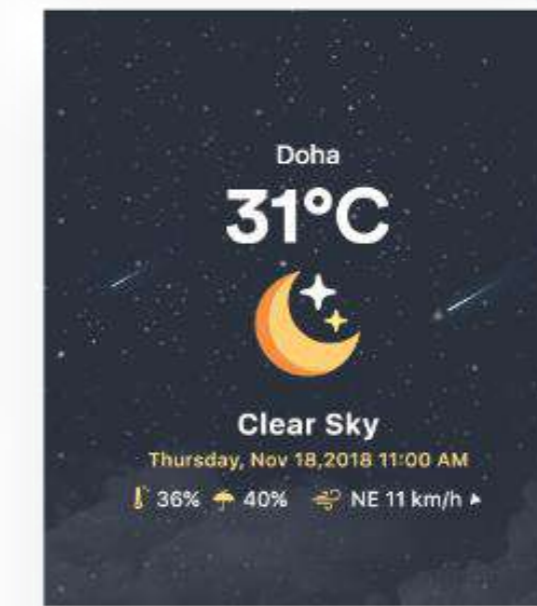 Doha
31°C
Clear Sky
Thursday, Nov 18,2018 11:00 AM
36% 40% NE 11 km/h